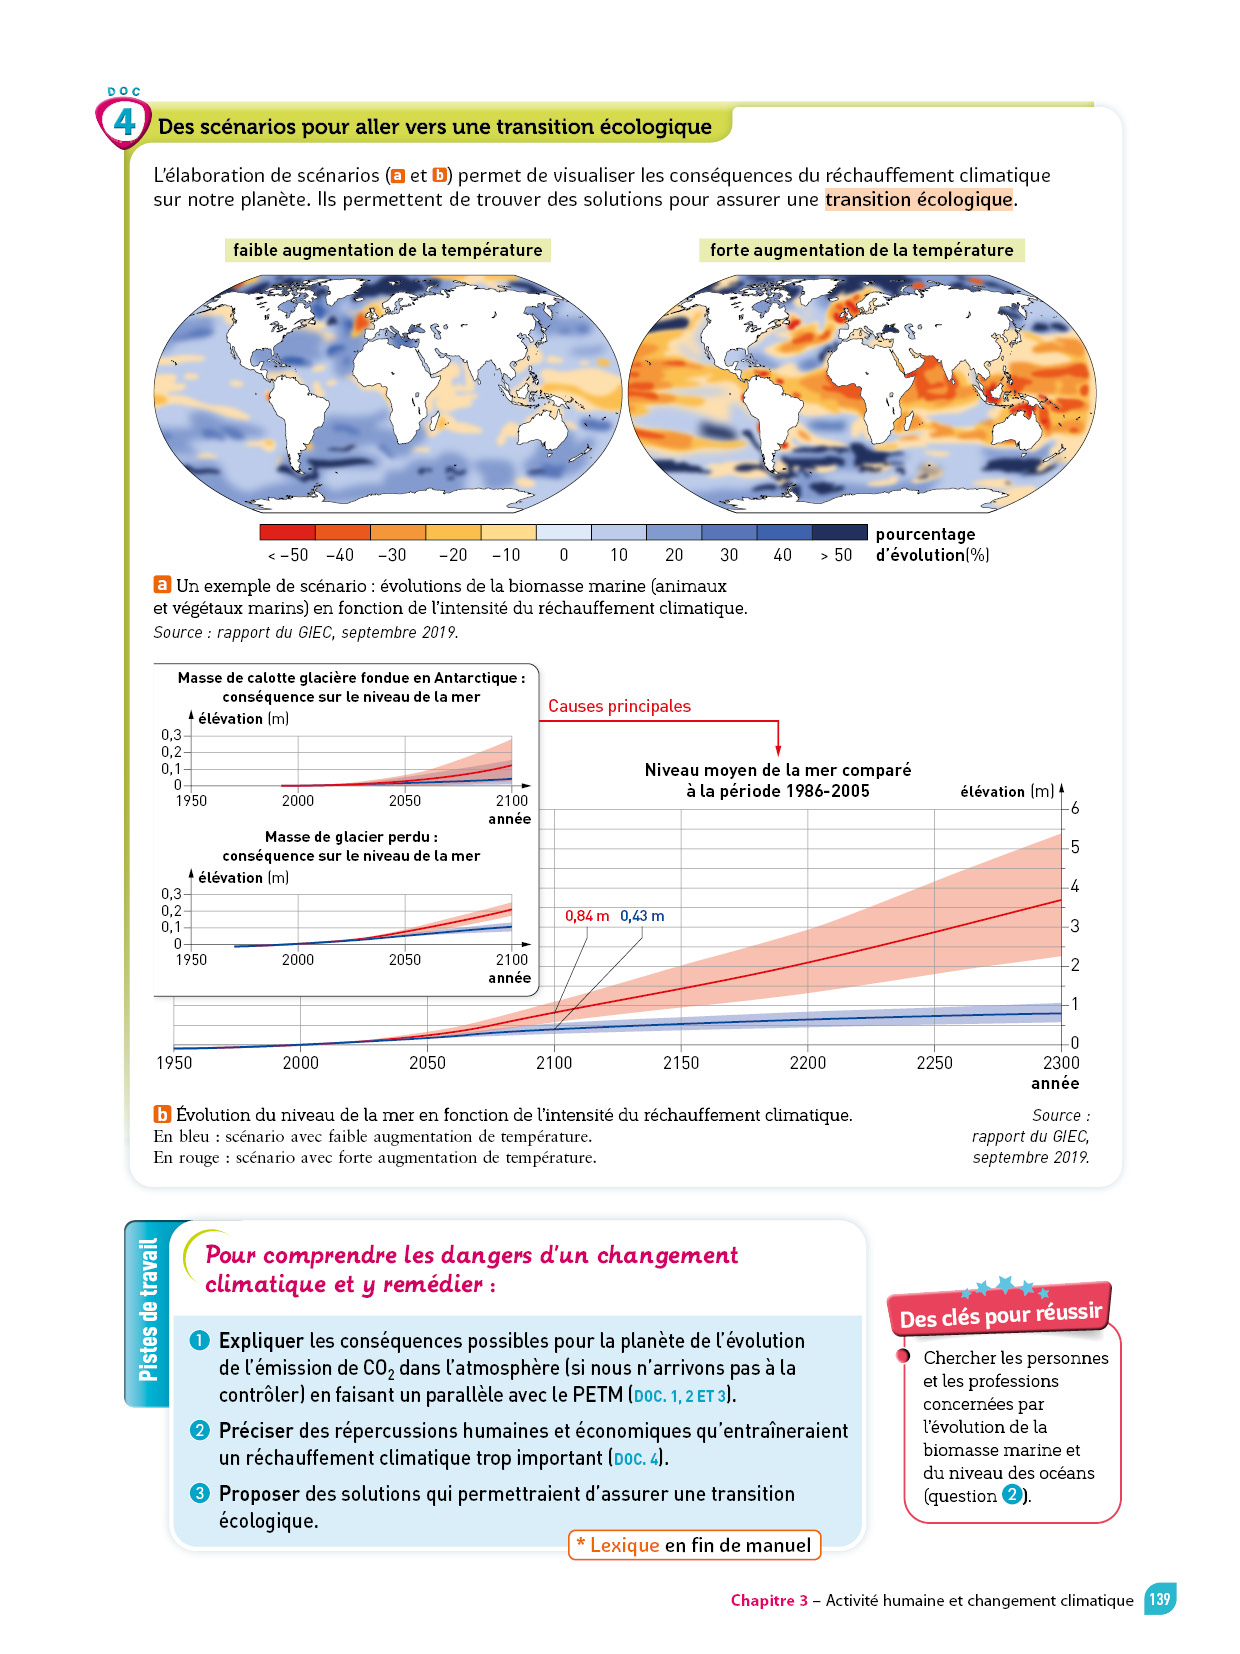 DOC
4
Des scénarios pour aller vers une transition écologique
L'élaboration de scénarios (a et b) permet de visualiser les conséquences du réchauffement climatique
sur notre planète. Ils permettent de trouver des solutions pour assurer une transition écologique.
faible augmentation de la température
forte augmentation de la température
< –50 –40 –30 –20 –10 0 10 20 30 40 > 50
pourcentage
d'évolution(%)
a Un exemple de scénario : évolutions de la biomasse marine (animaux
et végétaux marins) en fonction de l'intensité du réchauffement climatique.
Source : rapport du GIEC, septembre 2019.
Masse de calotte glacière fondue en Antarctique :
conséquence sur le niveau de la mer
élévation (m)
0,3
0,2
0,1
0
1950 2000 2050 2100
année
Masse de glacier perdu :
conséquence sur le niveau de la mer
élévation (m)
0,3
0,2
0,1
0
1950 2000 2050 2100
année
Causes principales
Niveau moyen de la mer comparé
à la période 1986-2005
élévation (m)
6
5
4
3
2
1
0
0,84 m 0,43 m
1950 2000 2050 2100 2150 2200 2250 2300
année
b Évolution du niveau de la mer en fonction de l'intensité du réchauffement climatique.
En bleu : scénario avec faible augmentation de température.
En rouge : scénario avec forte augmentation de température.
Source :
rapport du GIEC,
septembre 2019.
Pistes de travail
Pour comprendre les dangers d'un changement
climatique et y remédier :
1 Expliquer les conséquences possibles pour la planète de l'évolution
de l'émission de CO₂ dans l'atmosphère (si nous n'arrivons pas à la
contrôler) en faisant un parallèle avec le PETM (DOC. 1, 2 ET 3).
2 Préciser des répercussions humaines et économiques qu'entraîneraient
un réchauffement climatique trop important (DOC. 4).
3 Proposer des solutions qui permettraient d'assurer une transition
écologique.
* Lexique en fin de manuel
Des clés pour réussir
Chercher les personnes
et les professions
concernées par
l'évolution de la
biomasse marine et
du niveau des océans
(question 2).
Chapitre 3 – Activité humaine et changement climatique 139